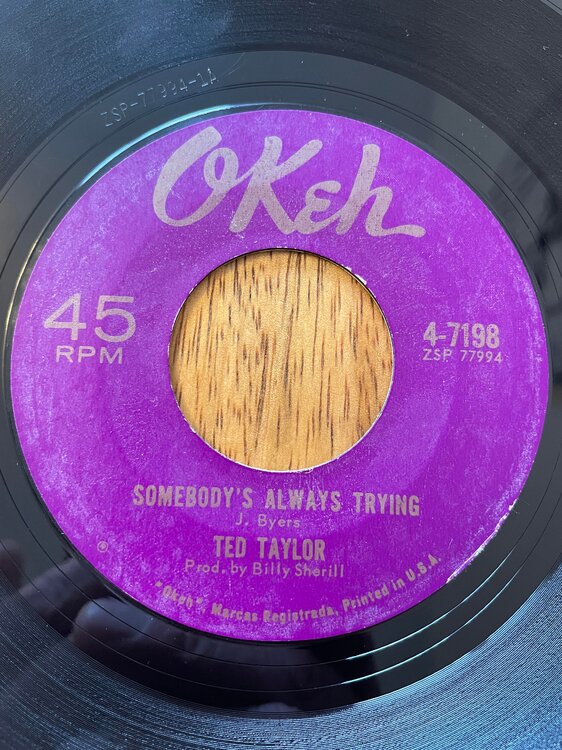 ZSP-77994-1A
OKeh
45
RPM
4-7198
ZSP 77994
SOMEBODY'S ALWAYS TRYING
J. Byers
TED TAYLOR
Prod. by Billy Sherill
"Okeh", Marcas Registrada. Printed in U.S.A.